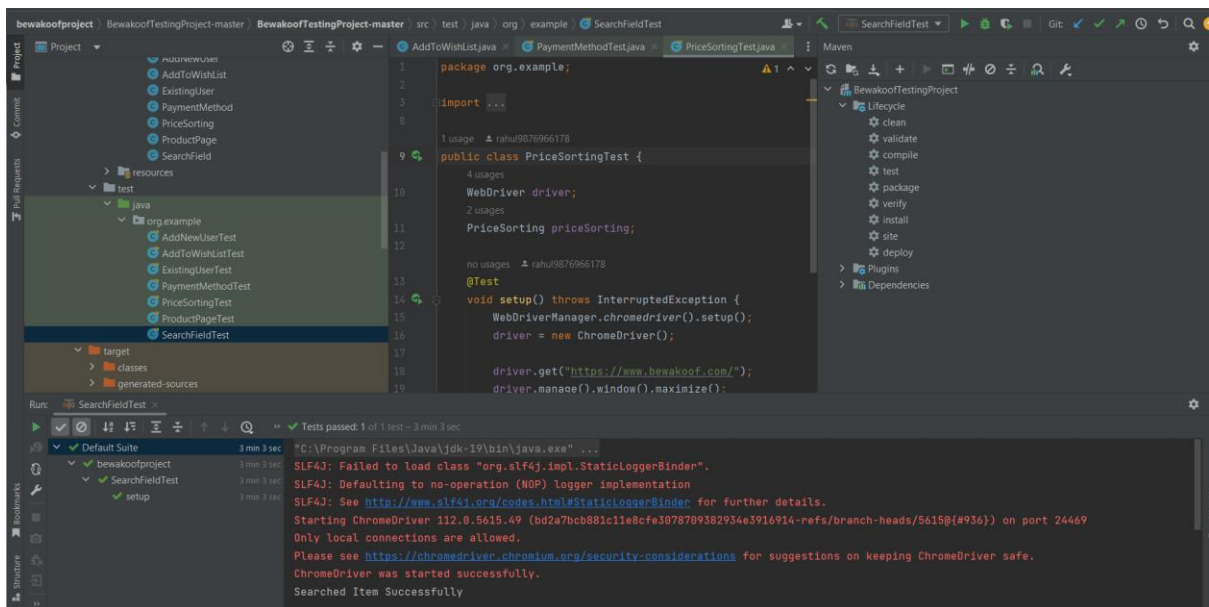 bewakoofproject BewakoofTestingProject-master BewakoofTestingProject-master src test java org example SearchFieldTest
SearchFieldTest
Git:
Project
Project
Commit
Pull Requests
AddNewUser
AddToWishList
ExistingUser
PaymentMethod
PriceSorting
ProductPage
SearchField
resources
test
java
org.example
AddNewUserTest
AddToWishListTest
ExistingUserTest
PaymentMethodTest
PriceSortingTest
ProductPageTest
SearchFieldTest
target
classes
generated-sources
AddToWishList.java PaymentMethodTest.java PriceSortingTest.java
1 package org.example;
1
2
3 import ...
8
1 usage rahul9876966178
9 public class PriceSortingTest {
4 usages
10 WebDriver driver;
2 usages
11 PriceSorting priceSorting;
12
no usages rahul9876966178
13 @Test
14 void setup() throws InterruptedException {
15 WebDriverManager.chromedriver().setup();
16 driver = new ChromeDriver();
17
18 driver.get("https://www.bewakoof.com/");
19 driver.manage().window().maximize();
Maven
BewakoofTestingProject
Lifecycle
clean
validate
compile
test
package
verify
install
site
deploy
Plugins
Dependencies
Run: SearchFieldTest
Tests passed: 1 of 1 test – 3 min 3 sec
Default Suite 3 min 3 sec
bewakoofproject 3 min 3 sec
SearchFieldTest 3 min 3 sec
setup 3 min 3 sec
"C:\Program Files\Java\jdk-19\bin\java.exe" ...
SLF4J: Failed to load class "org.slf4j.impl.StaticLoggerBinder".
SLF4J: Defaulting to no-operation (NOP) logger implementation
SLF4J: See http://www.slf4j.org/codes.html#StaticLoggerBinder for further details.
Starting ChromeDriver 112.0.5615.49 (bd2a7bcb881c11e8cfe3078709382934e3916914-refs/branch-heads/5615@{#936}) on port 24469
Only local connections are allowed.
Please see https://chromedriver.chromium.org/security-considerations for suggestions on keeping ChromeDriver safe.
ChromeDriver was started successfully.
Searched Item Successfully
Bookmarks
Structure